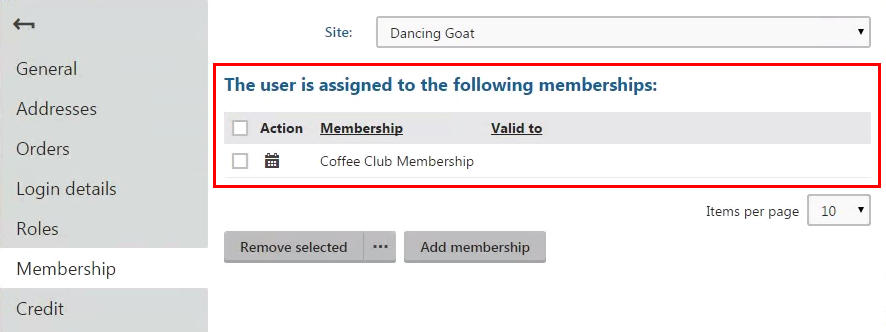 Site: Dancing Goat
General
Addresses
Orders
Login details
Roles
Membership
Credit
The user is assigned to the following memberships:
Action Membership Valid to
Coffee Club Membership
Items per page 10
Remove selected ... Add membership